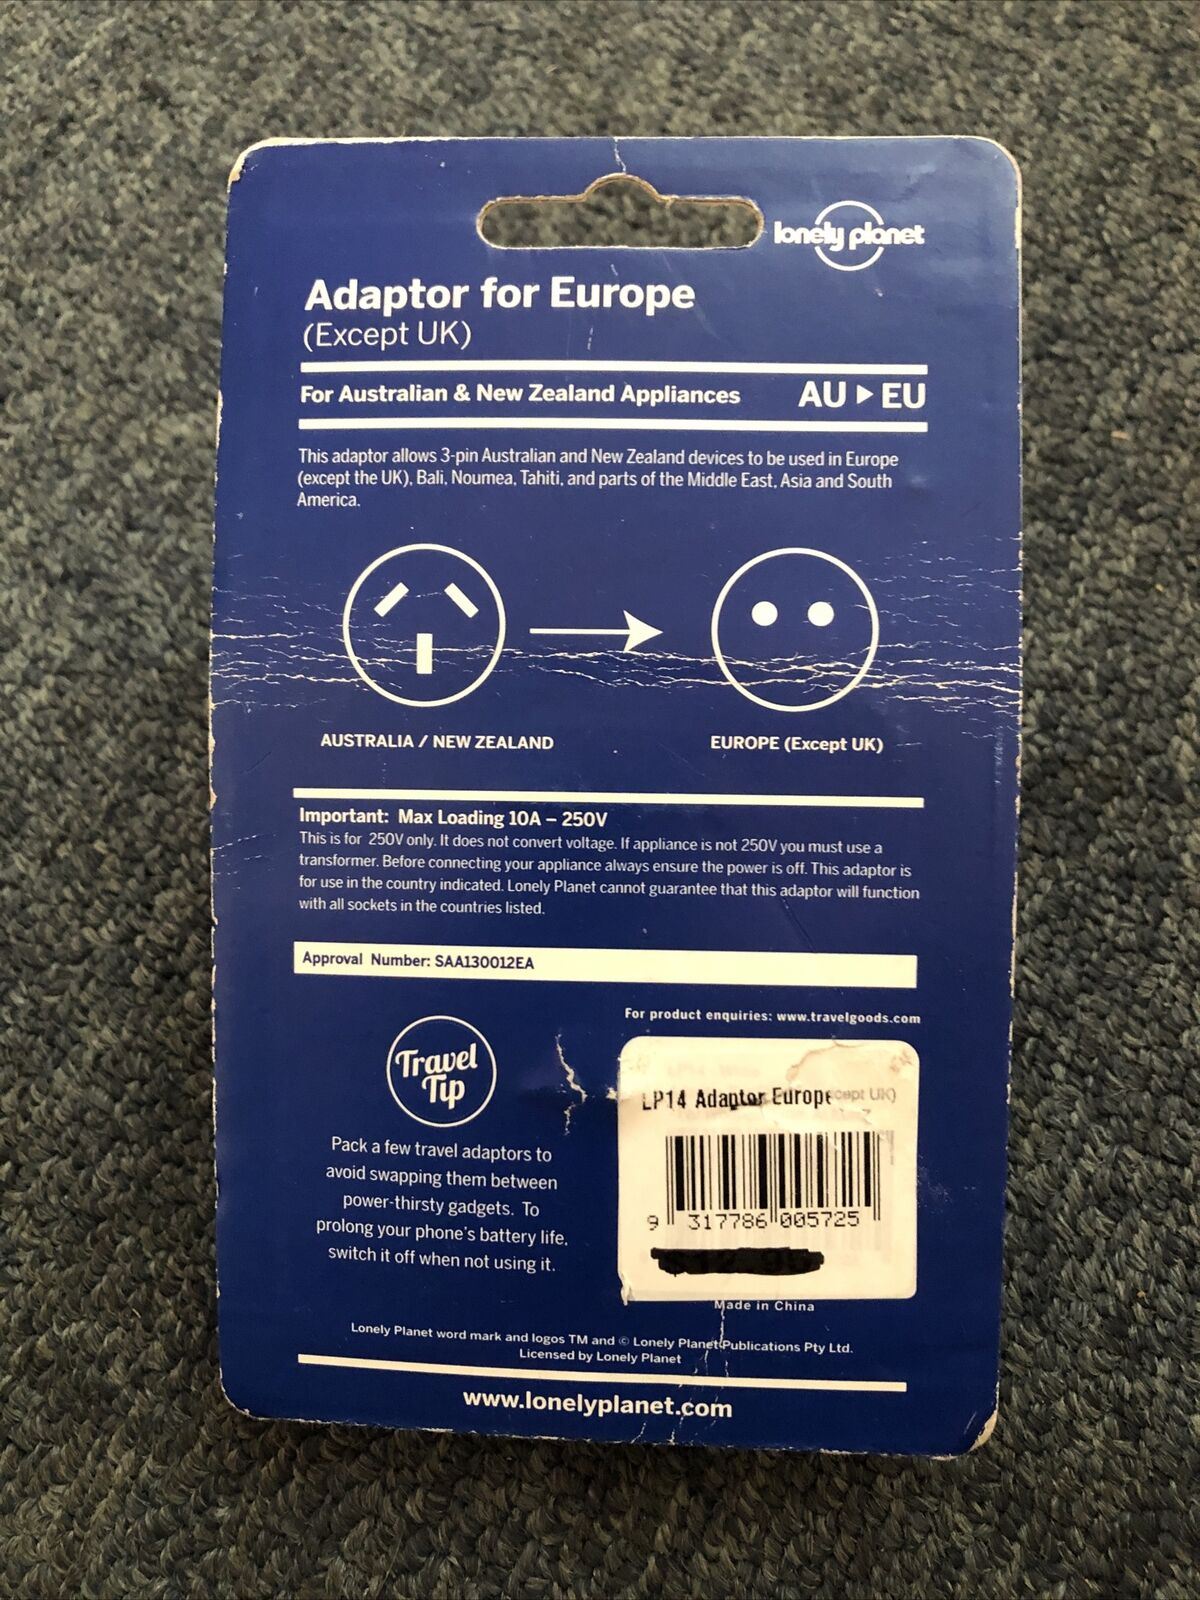 lonely planet
Adaptor for Europe
(Except UK)
For Australian & New Zealand Appliances AU ▶ EU
This adaptor allows 3-pin Australian and New Zealand devices to be used in Europe
(except the UK), Bali, Noumea, Tahiti, and parts of the Middle East, Asia and South
America.
AUSTRALIA / NEW ZEALAND EUROPE (Except UK)
Important: Max Loading 10A – 250V
This is for 250V only. It does not convert voltage. If appliance is not 250V you must use a
transformer. Before connecting your appliance always ensure the power is off. This adaptor is
for use in the country indicated. Lonely Planet cannot guarantee that this adaptor will function
with all sockets in the countries listed.
Approval Number: SAA130012EA
For product enquiries: www.travelgoods.com
Travel
Tip
Pack a few travel adaptors to
avoid swapping them between
power-thirsty gadgets. To
prolong your phone's battery life,
switch it off when not using it.
LP14 Adaptor Europe
UK)
9 317786 005725
Made in China
Lonely Planet word mark and logos TM and © Lonely Planet Publications Pty Ltd.
Licensed by Lonely Planet
www.lonelyplanet.com